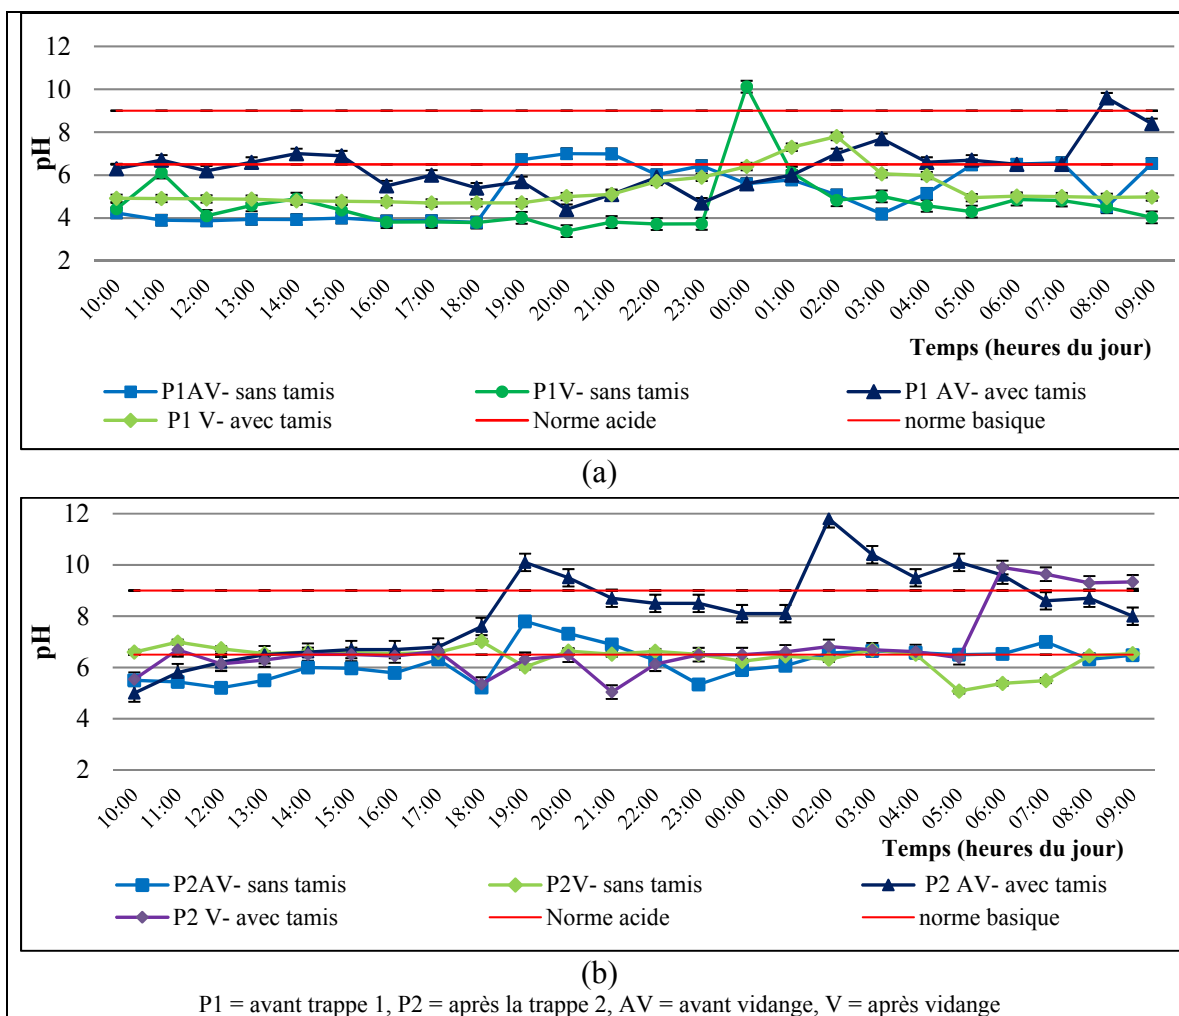 12
10
8
6
4
2
pH
10:00 11:00 12:00 13:00 14:00 15:00 16:00 17:00 18:00 19:00 20:00 21:00 22:00 23:00 00:00 01:00 02:00 03:00 04:00 05:00 06:00 07:00 08:00 09:00
Temps (heures du jour)
P1AV- sans tamis P1V- sans tamis P1 AV- avec tamis
P1 V- avec tamis Norme acide norme basique
(a)
12
10
8
6
4
2
pH
10:00 11:00 12:00 13:00 14:00 15:00 16:00 17:00 18:00 19:00 20:00 21:00 22:00 23:00 00:00 01:00 02:00 03:00 04:00 05:00 06:00 07:00 08:00 09:00
Temps (heures du jour)
P2AV- sans tamis P2V- sans tamis P2 AV- avec tamis
P2 V- avec tamis Norme acide norme basique
(b)
P1 = avant trappe 1, P2 = après la trappe 2, AV = avant vidange, V = après vidange